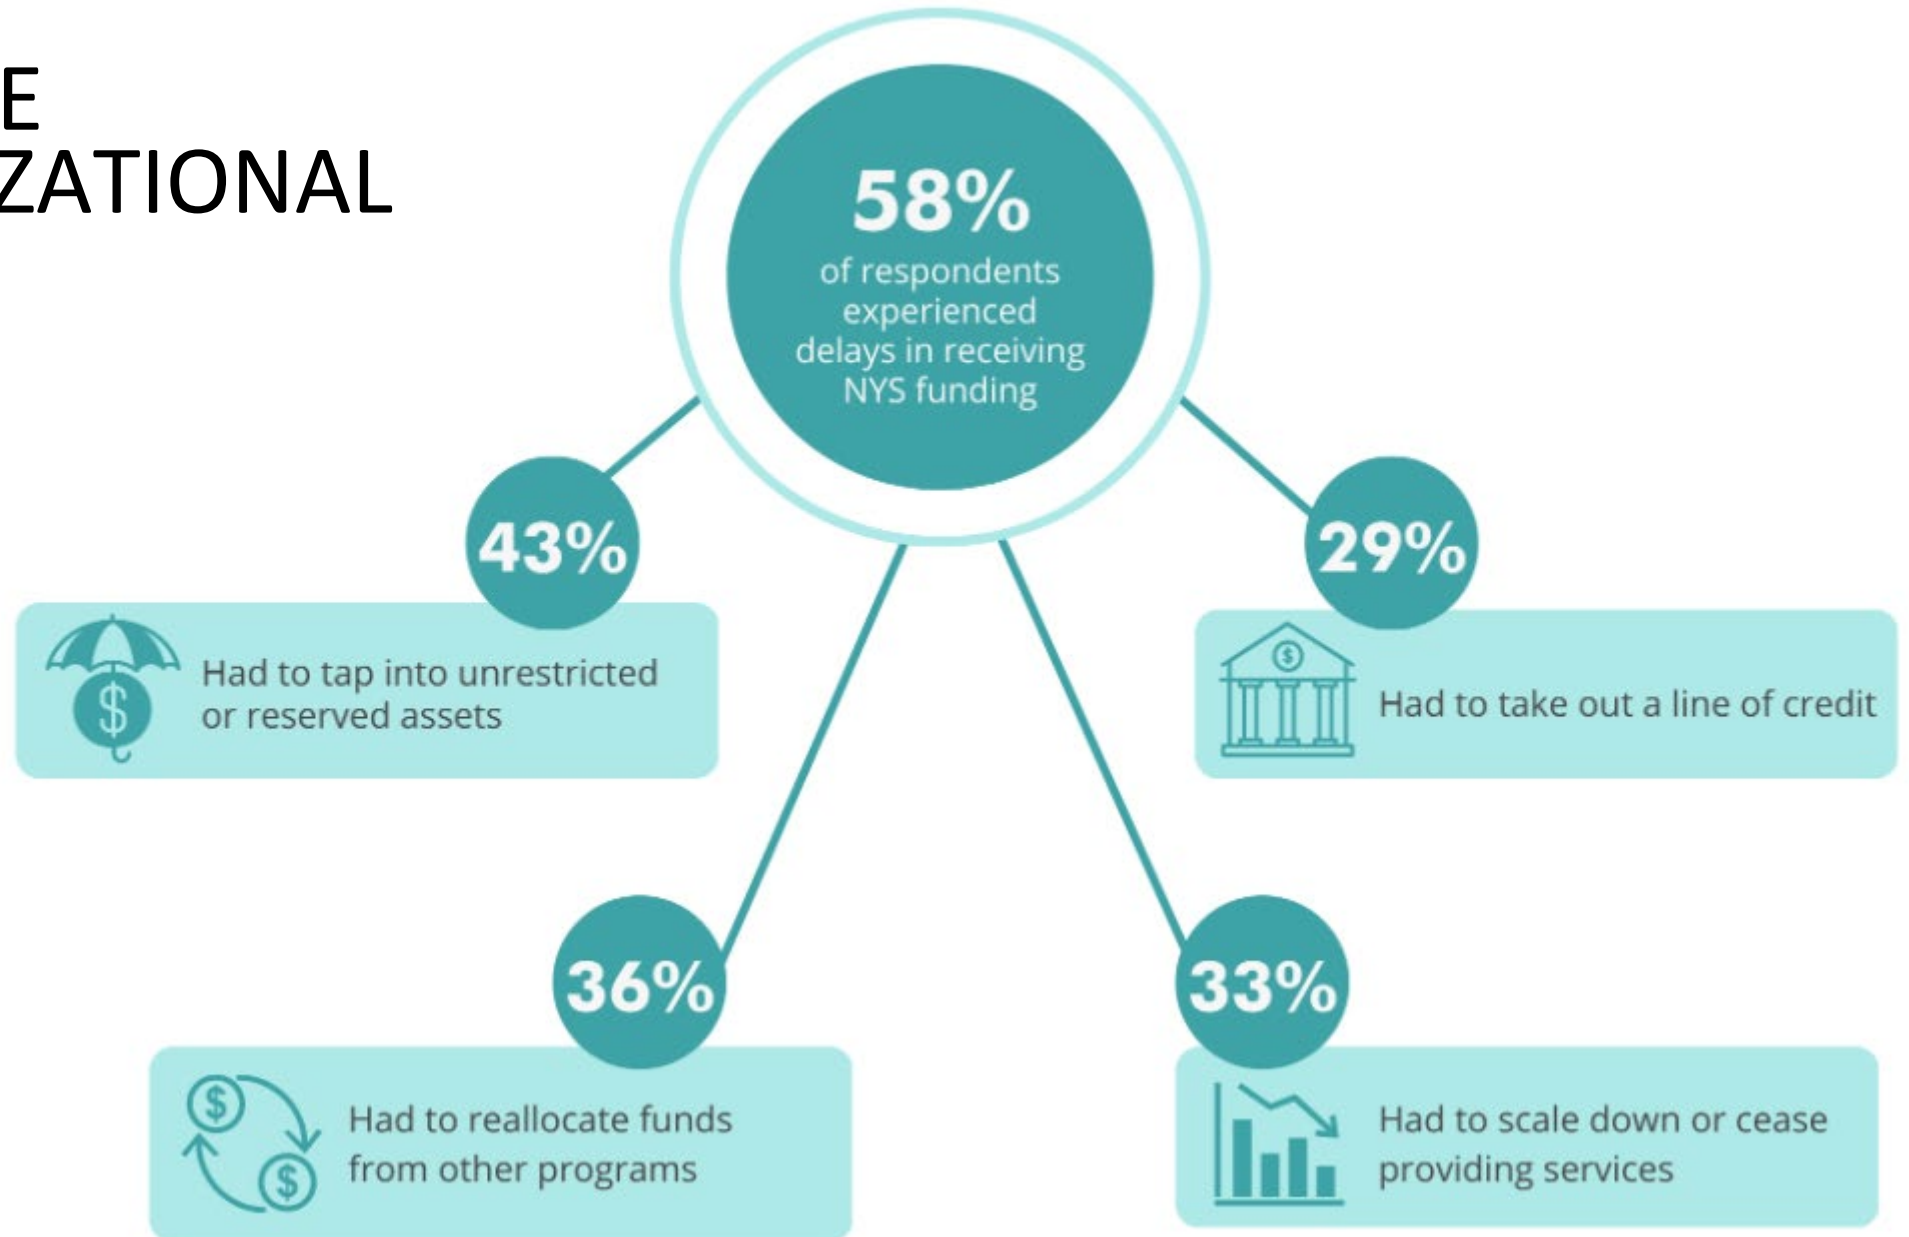 E
ZATIONAL
58%
of respondents
experienced
delays in receiving
NYS funding
43%
Had to tap into unrestricted
or reserved assets
29%
Had to take out a line of credit
36%
Had to reallocate funds
from other programs
33%
Had to scale down or cease
providing services